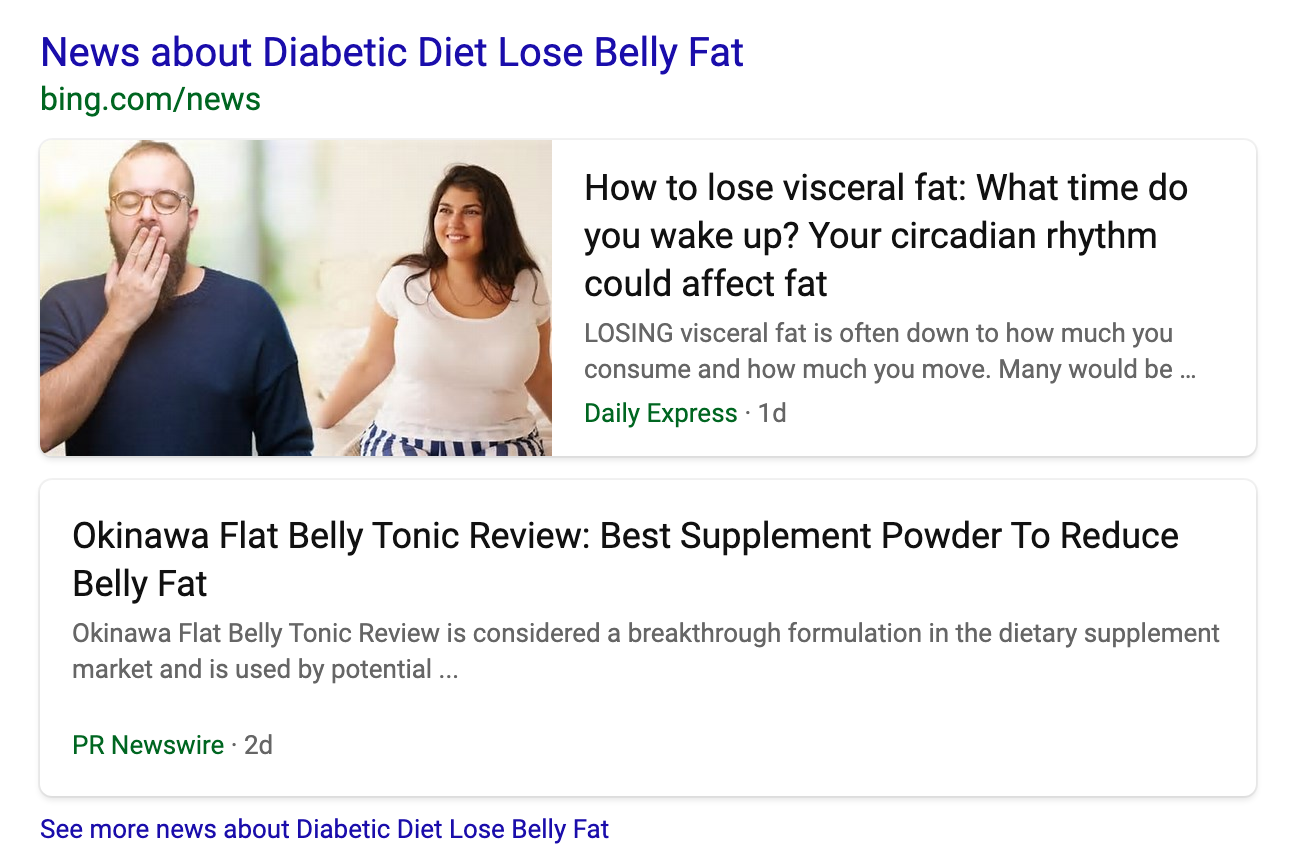 News about Diabetic Diet Lose Belly Fat
bing.com/news
How to lose visceral fat: What time do
you wake up? Your circadian rhythm
could affect fat
LOSING visceral fat is often down to how much you
consume and how much you move. Many would be ...
Daily Express · 1d
Okinawa Flat Belly Tonic Review: Best Supplement Powder To Reduce
Belly Fat
Okinawa Flat Belly Tonic Review is considered a breakthrough formulation in the dietary supplement
market and is used by potential ...
PR Newswire · 2d
See more news about Diabetic Diet Lose Belly Fat